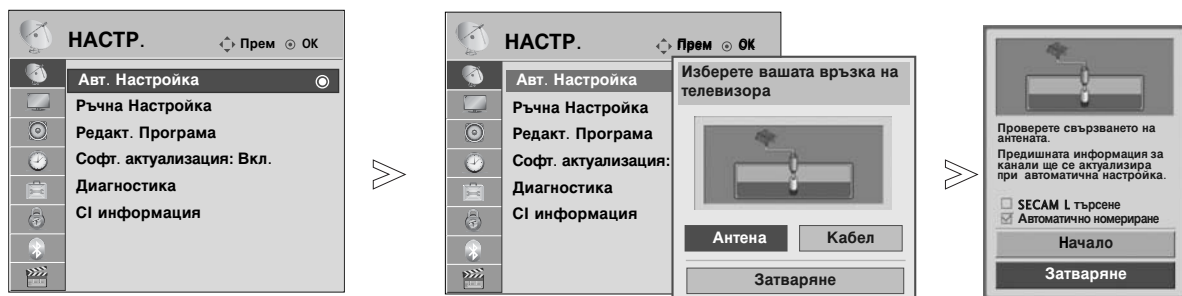 НАСТР. Прем ОК
Авт. Настройка
Ръчна Настройка
Редакт. Програма
Софт. актуализация: Вкл.
Диагностика
CI информация
НАСТР. Прем ОК
Авт. Настройка
Ръчна Настройка
Редакт. Програма
Софт. актуализация:
Диагностика
CI информация
Изберете вашата връзка на
телевизора
Антена Кабел
Затваряне
Проверете свързването на
антената.
Предишната информация за
канали ще се актуализира
при автоматична настройка.
SECAM L търсене
Автоматично номериране
Начало
Затваряне